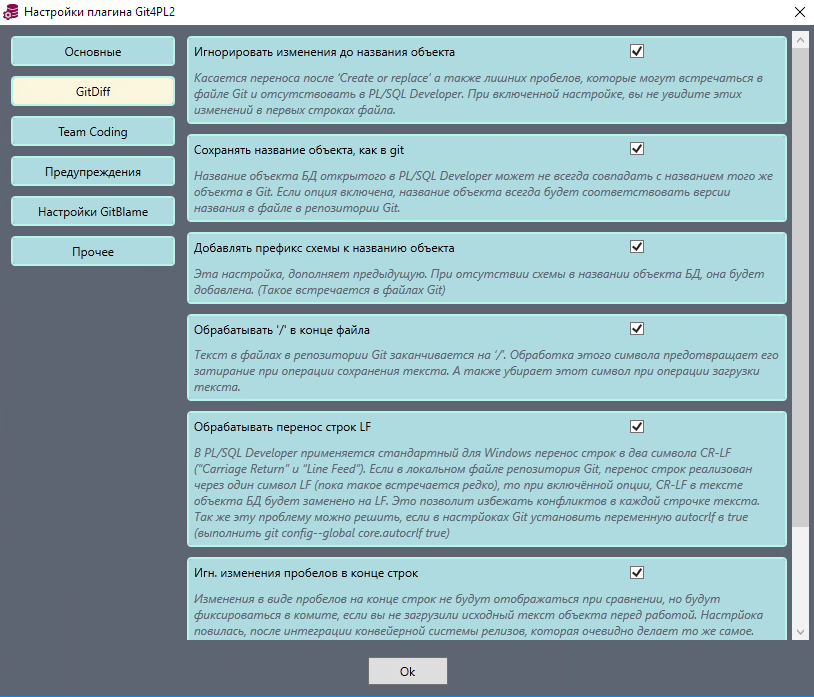 Настройки плагина Git4PL2
Основные
GitDiff
Team Coding
Предупреждения
Настройки GitBlame
Прочее
Игнорировать изменения до названия объекта
Касается переноса после 'Create or replace' а также лишних пробелов, которые могут встречаться в
файле Git и отсутствовать в PL/SQL Developer. При включенной настройке, вы не увидите этих
изменений в первых строках файла.
Сохранять название объекта, как в git
Название объекта БД открытого в PL/SQL Developer может не всегда совпадать с названием того же
объекта в Git. Если опция включена, название объекта всегда будет соответствовать версии
названия в файле в репозитории Git.
Добавлять префикс схемы к названию объекта
Эта настройка, дополняет предыдущую. При отсутствии схемы в названии объекта БД, она будет
добавлена. (Такое встречается в файлах Git)
Обрабатывать '/' в конце файла
Текст в файлах в репозитории Git заканчивается на '/'. Обработка этого символа предотвращает его
затирание при операции сохранения текста. А также убирает этот символ при операции загрузки
текста.
Обрабатывать перенос строк LF
В PL/SQL Developer применяется стандартный для Windows перенос строк в два символа CR-LF
("Carriage Return" и "Line Feed"). Если в локальном файле репозитория Git, перенос строк реализован
через один символ LF (пока такое встречается редко), то при включённой опции, CR-LF в тексте
объекта БД будет заменено на LF. Это позволит избежать конфликтов в каждой строчке текста.
Так же эту проблему можно решить, если в настрйоках Git установить переменную autocrlf в true
(выполнить git config--global core.autocrlf true)
Игн. изменения пробелов в конце строк
Изменения в виде пробелов на конце строк не будут отображаться при сравнении, но будут
фиксироваться в комите, если вы не загрузили исходный текст объекта перед работой. Настрйока
повилась, после интеграции конвейерной системы релизов, которая очевидно делает то же самое.
Ok